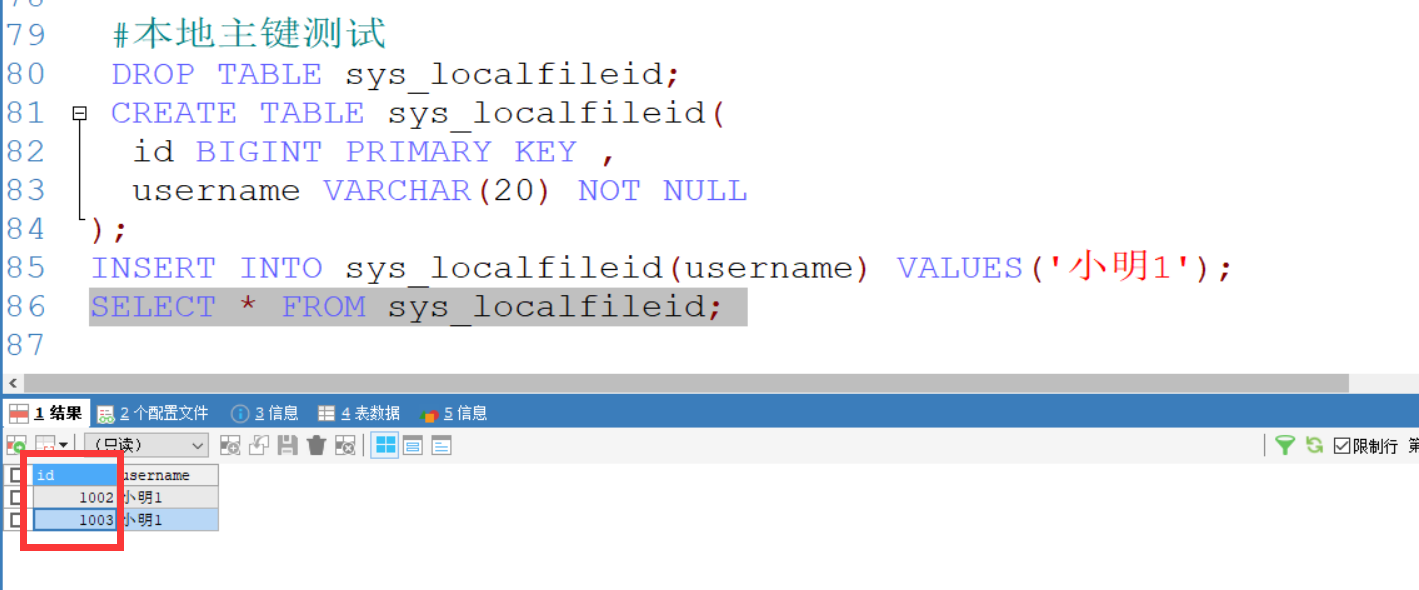 79 #本地主键测试
80 DROP TABLE sys_localfileid;
81 CREATE TABLE sys_localfileid(
82 id BIGINT PRIMARY KEY ,
83 username VARCHAR(20) NOT NULL
84 );
85 INSERT INTO sys_localfileid(username) VALUES('小明1');
86 SELECT * FROM sys_localfileid;
87
1 结果 2 个配置文件 3 信息 4 表数据 5 信息
（只读） 限制行 第
id username
1002 小明1
1003 小明1